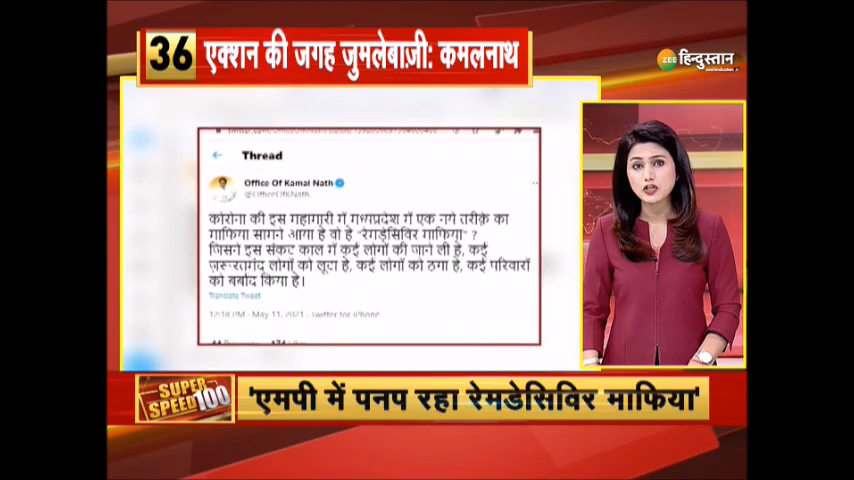 36 एक्शन की जगह जुमलेबाज़ी: कमलनाथ
ZEE हिन्दुस्तान
Thread
Office Of Kamal Nath
@OfficeOfKNath
कोरोना की इस महामारी में मध्यप्रदेश में एक नये तरीक़े का
माफिया सामने आया है वो है "रेमडेसिविर माफिया" ?
जिसने इस संकट काल में कई लोगों की जाने ली है, कई
ज़रूरतमंद लोगों को लूटा है, कई लोगों को ठगा है, कई परिवारों
को बर्बाद किया है।
Translate Tweet
12:18 PM - May 11, 2021 - Twitter for iPhone
SUPER
SPEED 100
'एमपी में पनप रहा रेमडेसिविर माफिया'